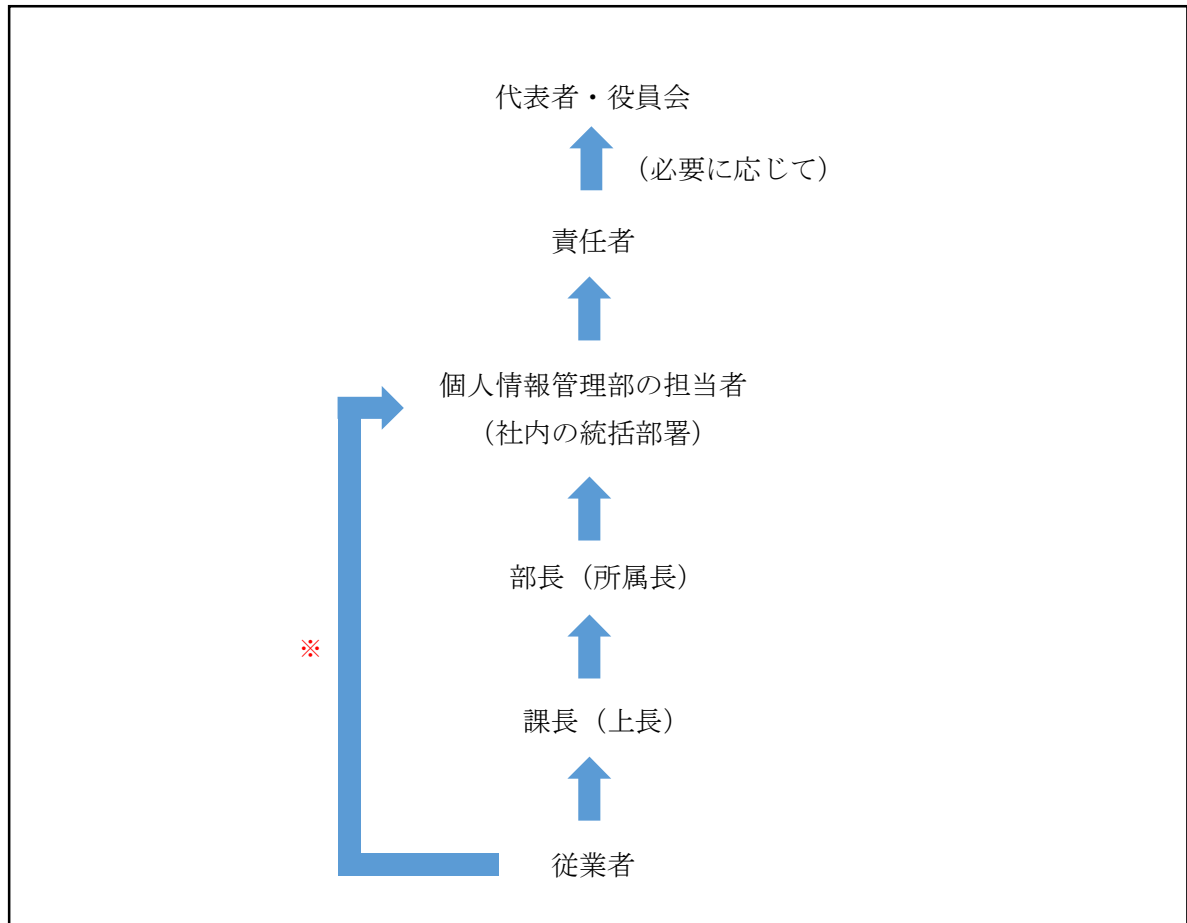 代表者・役員会
（必要に応じて）
責任者
個人情報管理部の担当者
（社内の統括部署）
部長（所属長）
※
課長（上長）
従業者